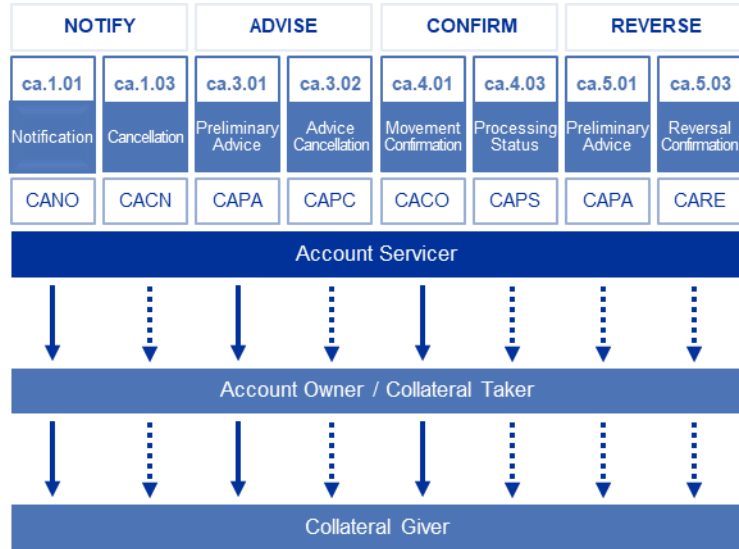 NOTIFY ADVISE CONFIRM REVERSE
ca.1.01 ca.1.03 ca.3.01 ca.3.02 ca.4.01 ca.4.03 ca.5.01 ca.5.03
Notification
Cancellation
Preliminary
Advice
Advice
Cancellation
Movement
Confirmation
Processing
Status
Preliminary
Advice
Reversal
Confirmation
CANO CACN CAPA CAPC CACO CAPS CAPA CARE
Account Servicer
Account Owner / Collateral Taker
Collateral Giver